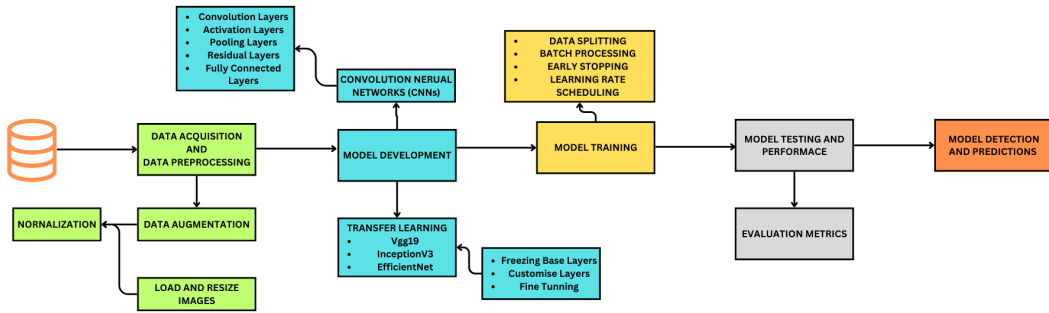 • Convolution Layers
• Activation Layers
• Pooling Layers
• Residual Layers
• Fully Connected
Layers
CONVOLUTION NERUAL
NETWORKS (CNNs)
• DATA SPLITTING
• BATCH PROCESSING
• EARLY STOPPING
• LEARNING RATE
SCHEDULING
DATA ACQUISITION
AND
DATA PREPROCESSING
MODEL DEVELOPMENT
MODEL TRAINING
MODEL TESTING AND
PERFORMACE
MODEL DETECTION
AND PREDICTIONS
NORNALIZATION
DATA AUGMENTATION
TRANSFER LEARNING
• Vgg19
• InceptionV3
• EfficientNet
EVALUATION METRICS
• Freezing Base Layers
• Customise Layers
• Fine Tunning
LOAD AND RESIZE
IMAGES